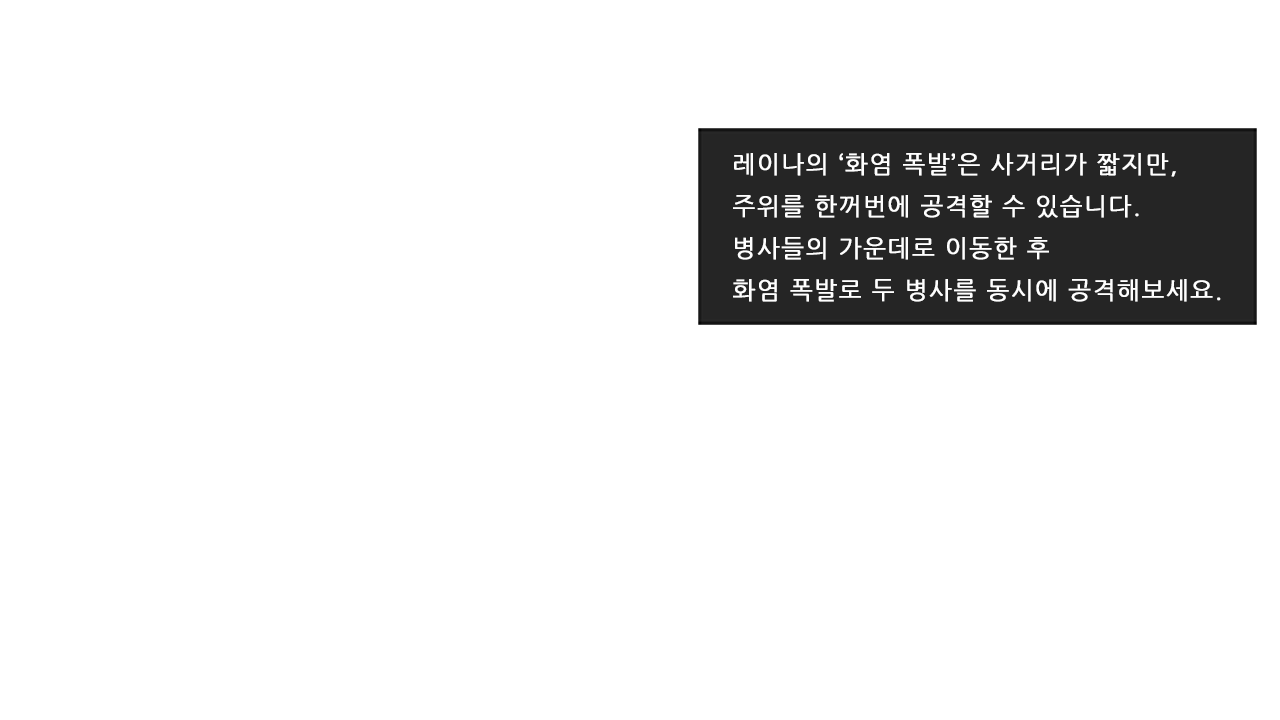 레이나의 ‘화염 폭발’은 사거리가 짧지만,
주위를 한꺼번에 공격할 수 있습니다.
병사들의 가운데로 이동한 후
화염 폭발로 두 병사를 동시에 공격해보세요.